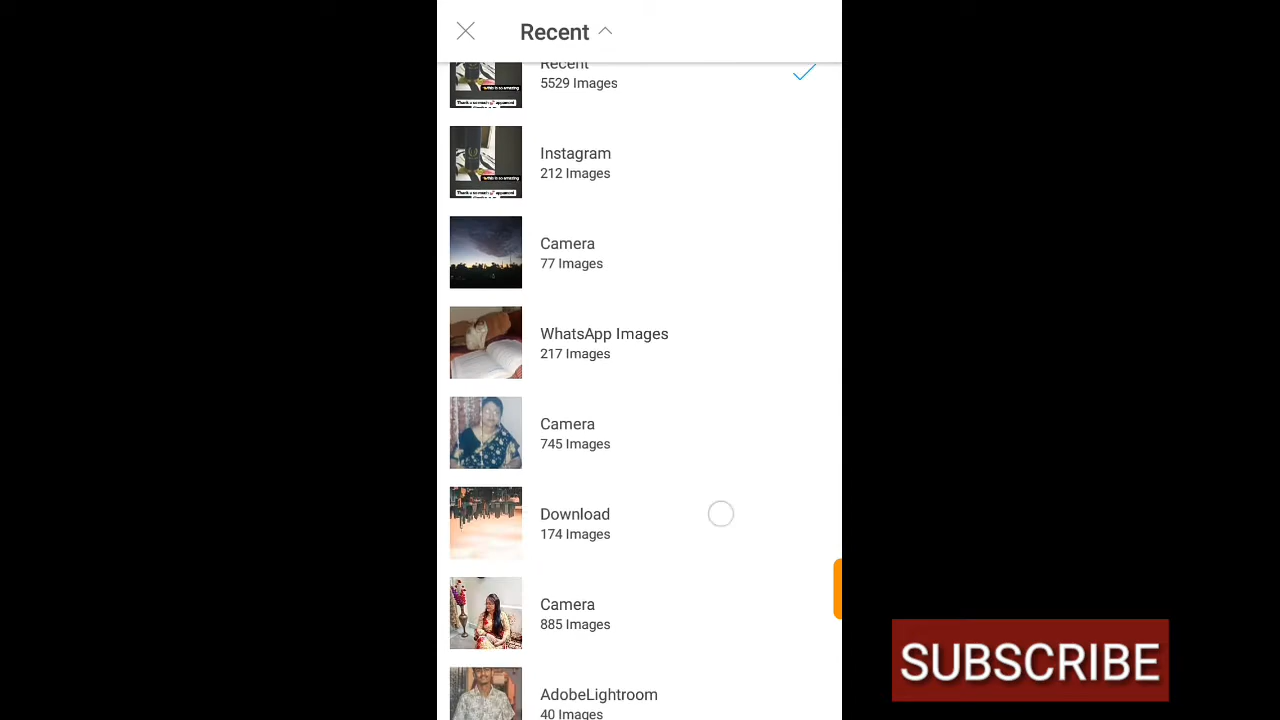 Recent
Recent
5529 Images
Instagram
212 Images
Camera
77 Images
WhatsApp Images
217 Images
Camera
745 Images
Download
174 Images
Camera
885 Images
AdobeLightroom
40 Images
SUBSCRIBE